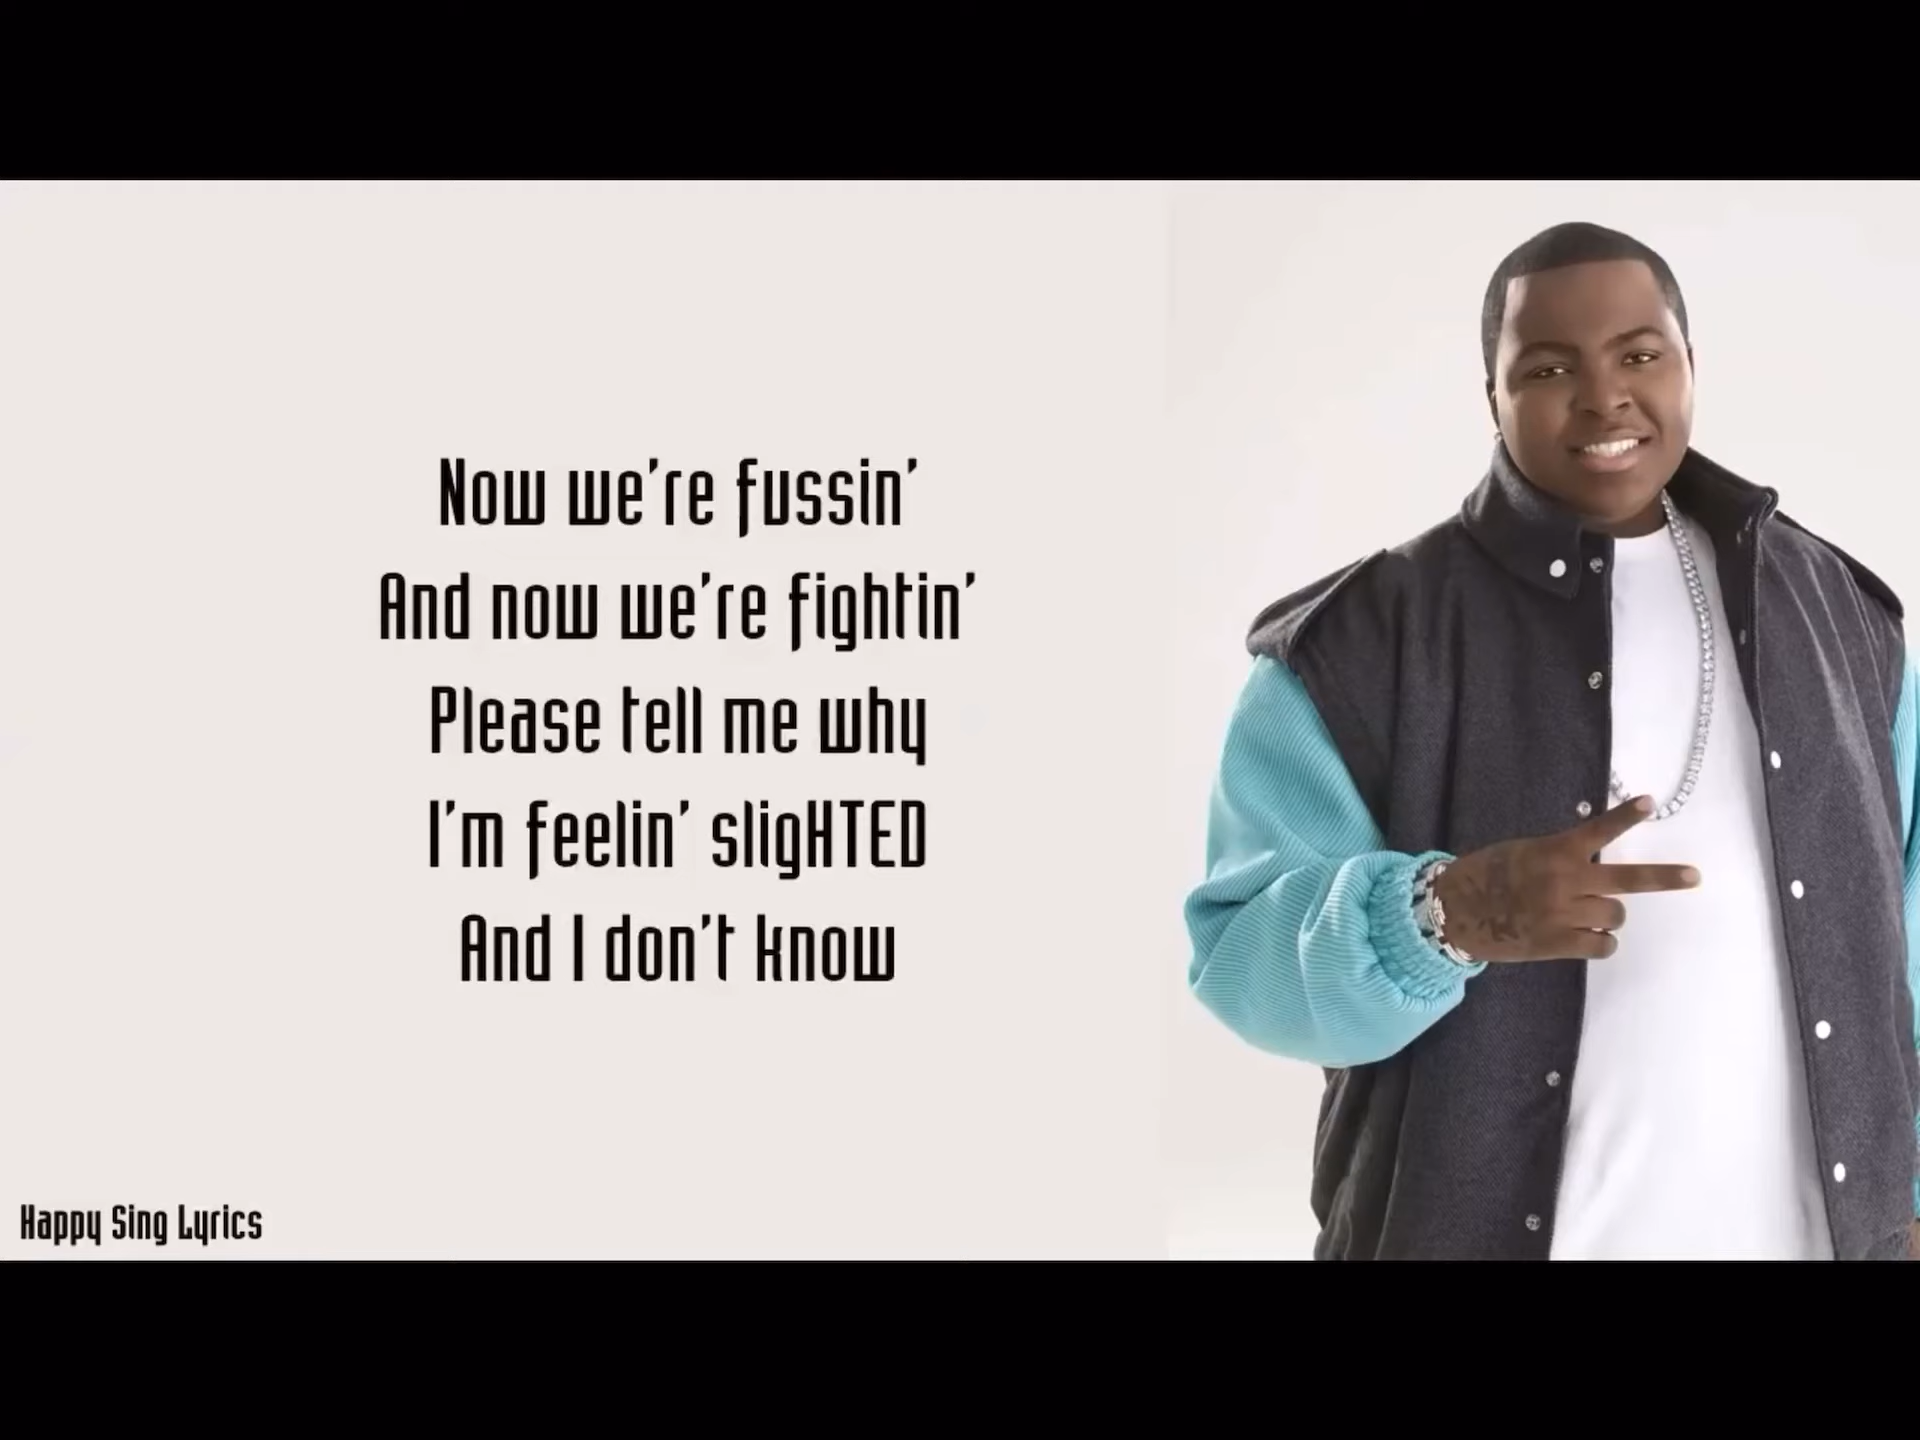 Now we're fussin'
And now we're fightin'
Please tell me why
I'm feelin' sligHTED
And I don't know
Happy Sing Lyrics